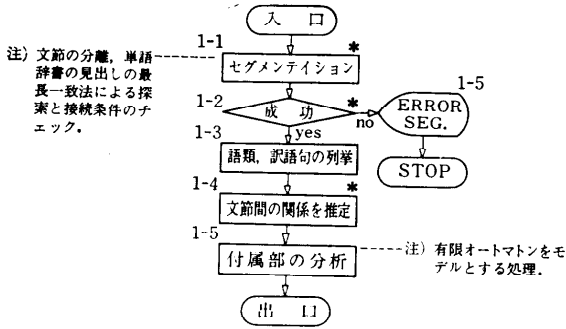 入口
1-1
*
注) 文節の分離,単語
辞書の見出しの最
長一致法による探
索と接続条件のチ
ェック。
セグメンテイション
1-2
成功
*
no
yes
1-5
ERROR
SEG.
STOP
1-3
語類,訳語句の列挙
1-4
*
文節間の関係を推定
1-5
付属部の分析
注) 有限オートマトンをモ
デルとする処理.
出口